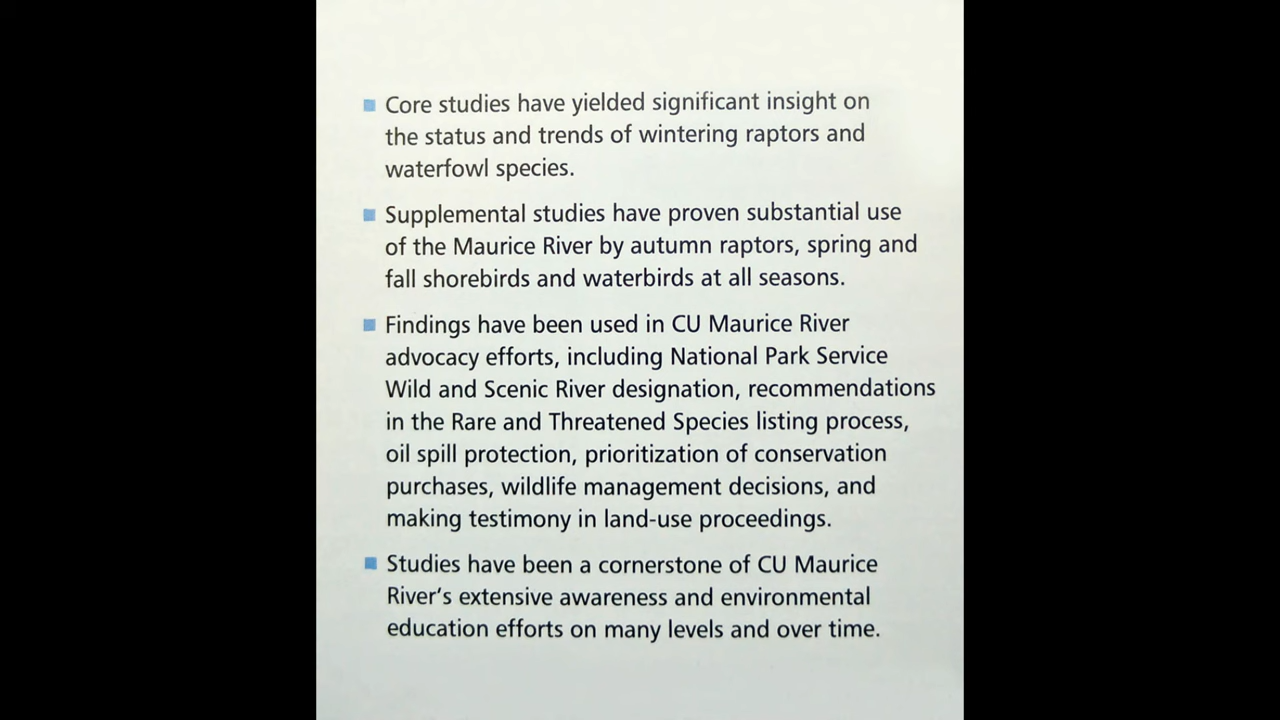 Core studies have yielded significant insight on
the status and trends of wintering raptors and
waterfowl species.
Supplemental studies have proven substantial use
of the Maurice River by autumn raptors, spring and
fall shorebirds and waterbirds at all seasons.
Findings have been used in CU Maurice River
advocacy efforts, including National Park Service
Wild and Scenic River designation, recommendations
in the Rare and Threatened Species listing process,
oil spill protection, prioritization of conservation
purchases, wildlife management decisions, and
making testimony in land-use proceedings.
Studies have been a cornerstone of CU Maurice
River’s extensive awareness and environmental
education efforts on many levels and over time.